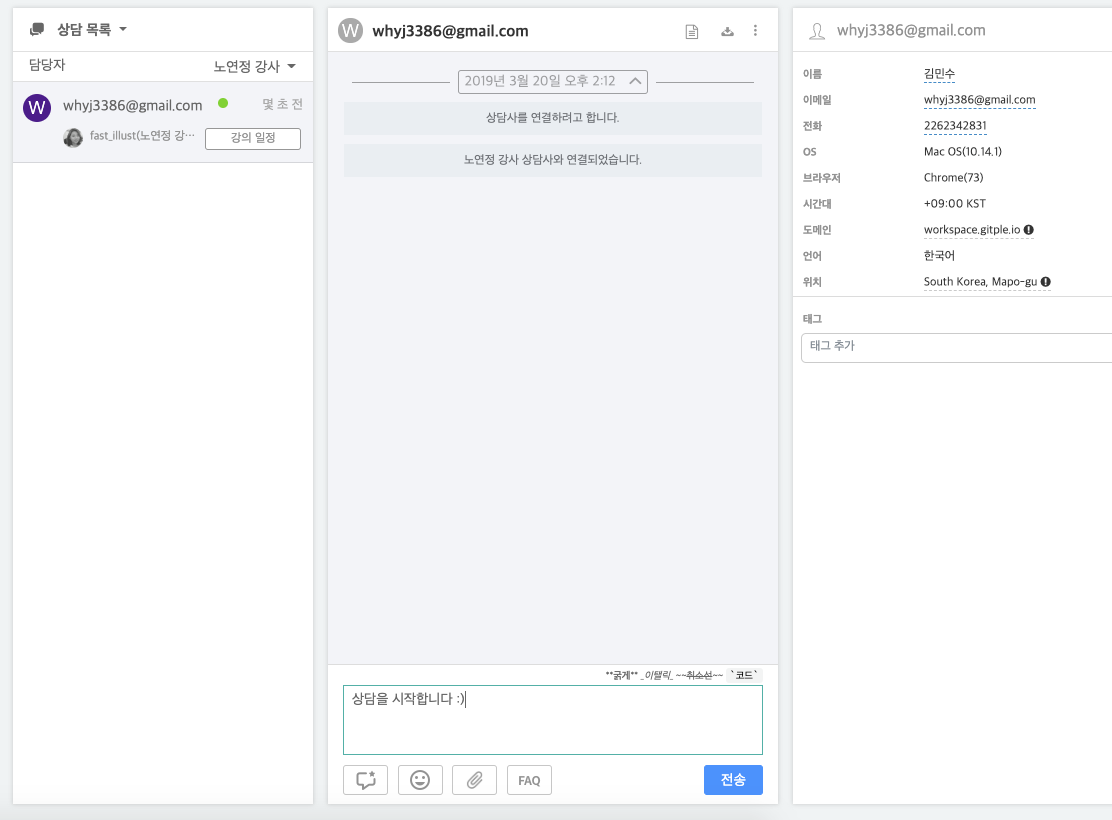 상담 목록
담당자
노연정 강사
W
whyj3386@gmail.com
몇 초 전
fast_illust(노연정 강…
강의 일정
W
whyj3386@gmail.com
2019년 3월 20일 오후 2:12
상담사를 연결하려고 합니다.
노연정 강사 상담사와 연결되었습니다.
**굵게** _이탤릭_ ~~취소선~~ `코드`
상담을 시작합니다 :)
FAQ
전송
whyj3386@gmail.com
이름 김민수
이메일 whyj3386@gmail.com
전화 2262342831
OS Mac OS(10.14.1)
브라우저 Chrome(73)
시간대 +09:00 KST
도메인 workspace.gitple.io
언어 한국어
위치 South Korea, Mapo-gu
태그
태그 추가